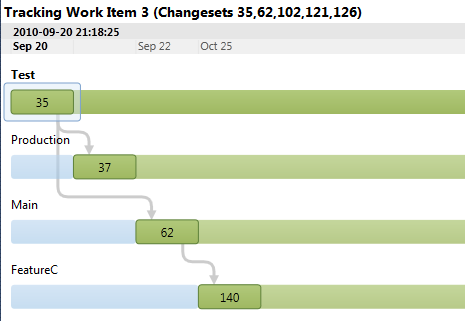 Tracking Work Item 3 (Changesets 35,62,102,121,126)
2010-09-20 21:18:25
Sep 20 Sep 22 Oct 25
Test
35
Production
37
Main
62
FeatureC
140